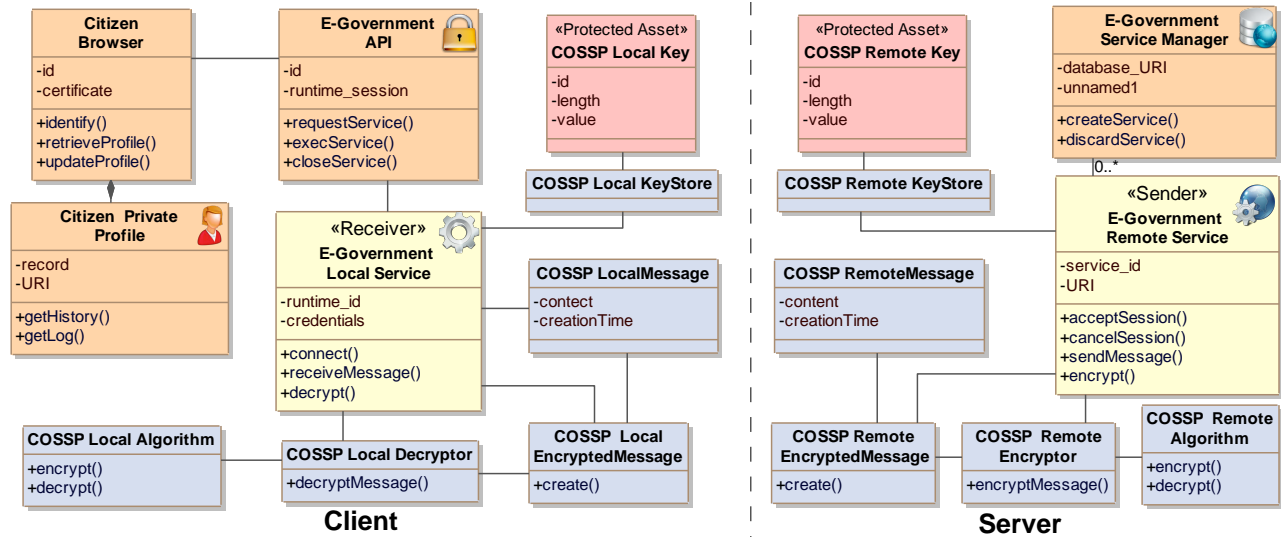 Citizen
Browser
-id
-certificate
+identify()
+retrieveProfile()
+updateProfile()
E-Government
API
-id
-runtime_session
+requestService()
+execService()
+closeService()
«Protected Asset»
COSSP Local Key
-id
-length
-value
COSSP Local KeyStore
Citizen Private
Profile
-record
-URI
+getHistory()
+getLog()
«Receiver»
E-Government
Local Service
-runtime_id
-credentials
+connect()
+receiveMessage()
+decrypt()
COSSP LocalMessage
-contect
-creationTime
COSSP Local Algorithm
+encrypt()
+decrypt()
COSSP Local Decryptor
+decryptMessage()
COSSP Local
EncryptedMessage
+create()
Client
«Protected Asset»
COSSP Remote Key
-id
-length
-value
COSSP Remote KeyStore
E-Government
Service Manager
-database_URI
-unnamed1
+createService()
+discardService()
0..*
«Sender»
E-Government
Remote Service
-service_id
-URI
+acceptSession()
+cancelSession()
+sendMessage()
+encrypt()
COSSP RemoteMessage
-content
-creationTime
COSSP Remote
EncryptedMessage
+create()
COSSP Remote
Encryptor
+encryptMessage()
COSSP Remote
Algorithm
+encrypt()
+decrypt()
Server